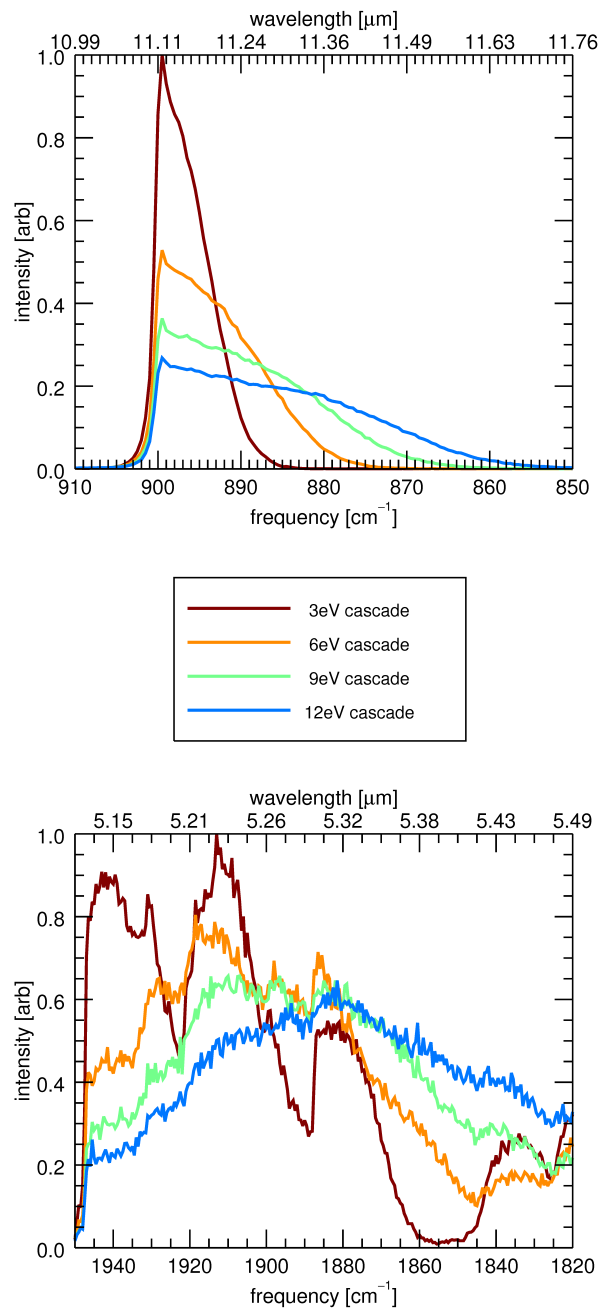 wavelength [μm]
10.99 11.11 11.24 11.36 11.49 11.63 11.76
1.0
0.8
0.6
0.4
0.2
0.0
intensity [arb]
910 900 890 880 870 860 850
frequency [cm⁻¹]
3eV cascade
6eV cascade
9eV cascade
12eV cascade
wavelength [μm]
5.15 5.21 5.26 5.32 5.38 5.43 5.49
1.0
0.8
0.6
0.4
0.2
0.0
intensity [arb]
1940 1920 1900 1880 1860 1840 1820
frequency [cm⁻¹]